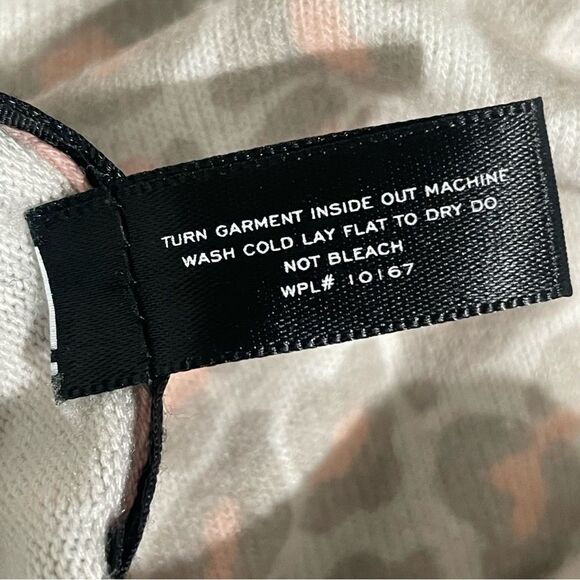 TURN GARMENT INSIDE OUT MACHINE
WASH COLD LAY FLAT TO DRY DO
NOT BLEACH
WPL# 10167